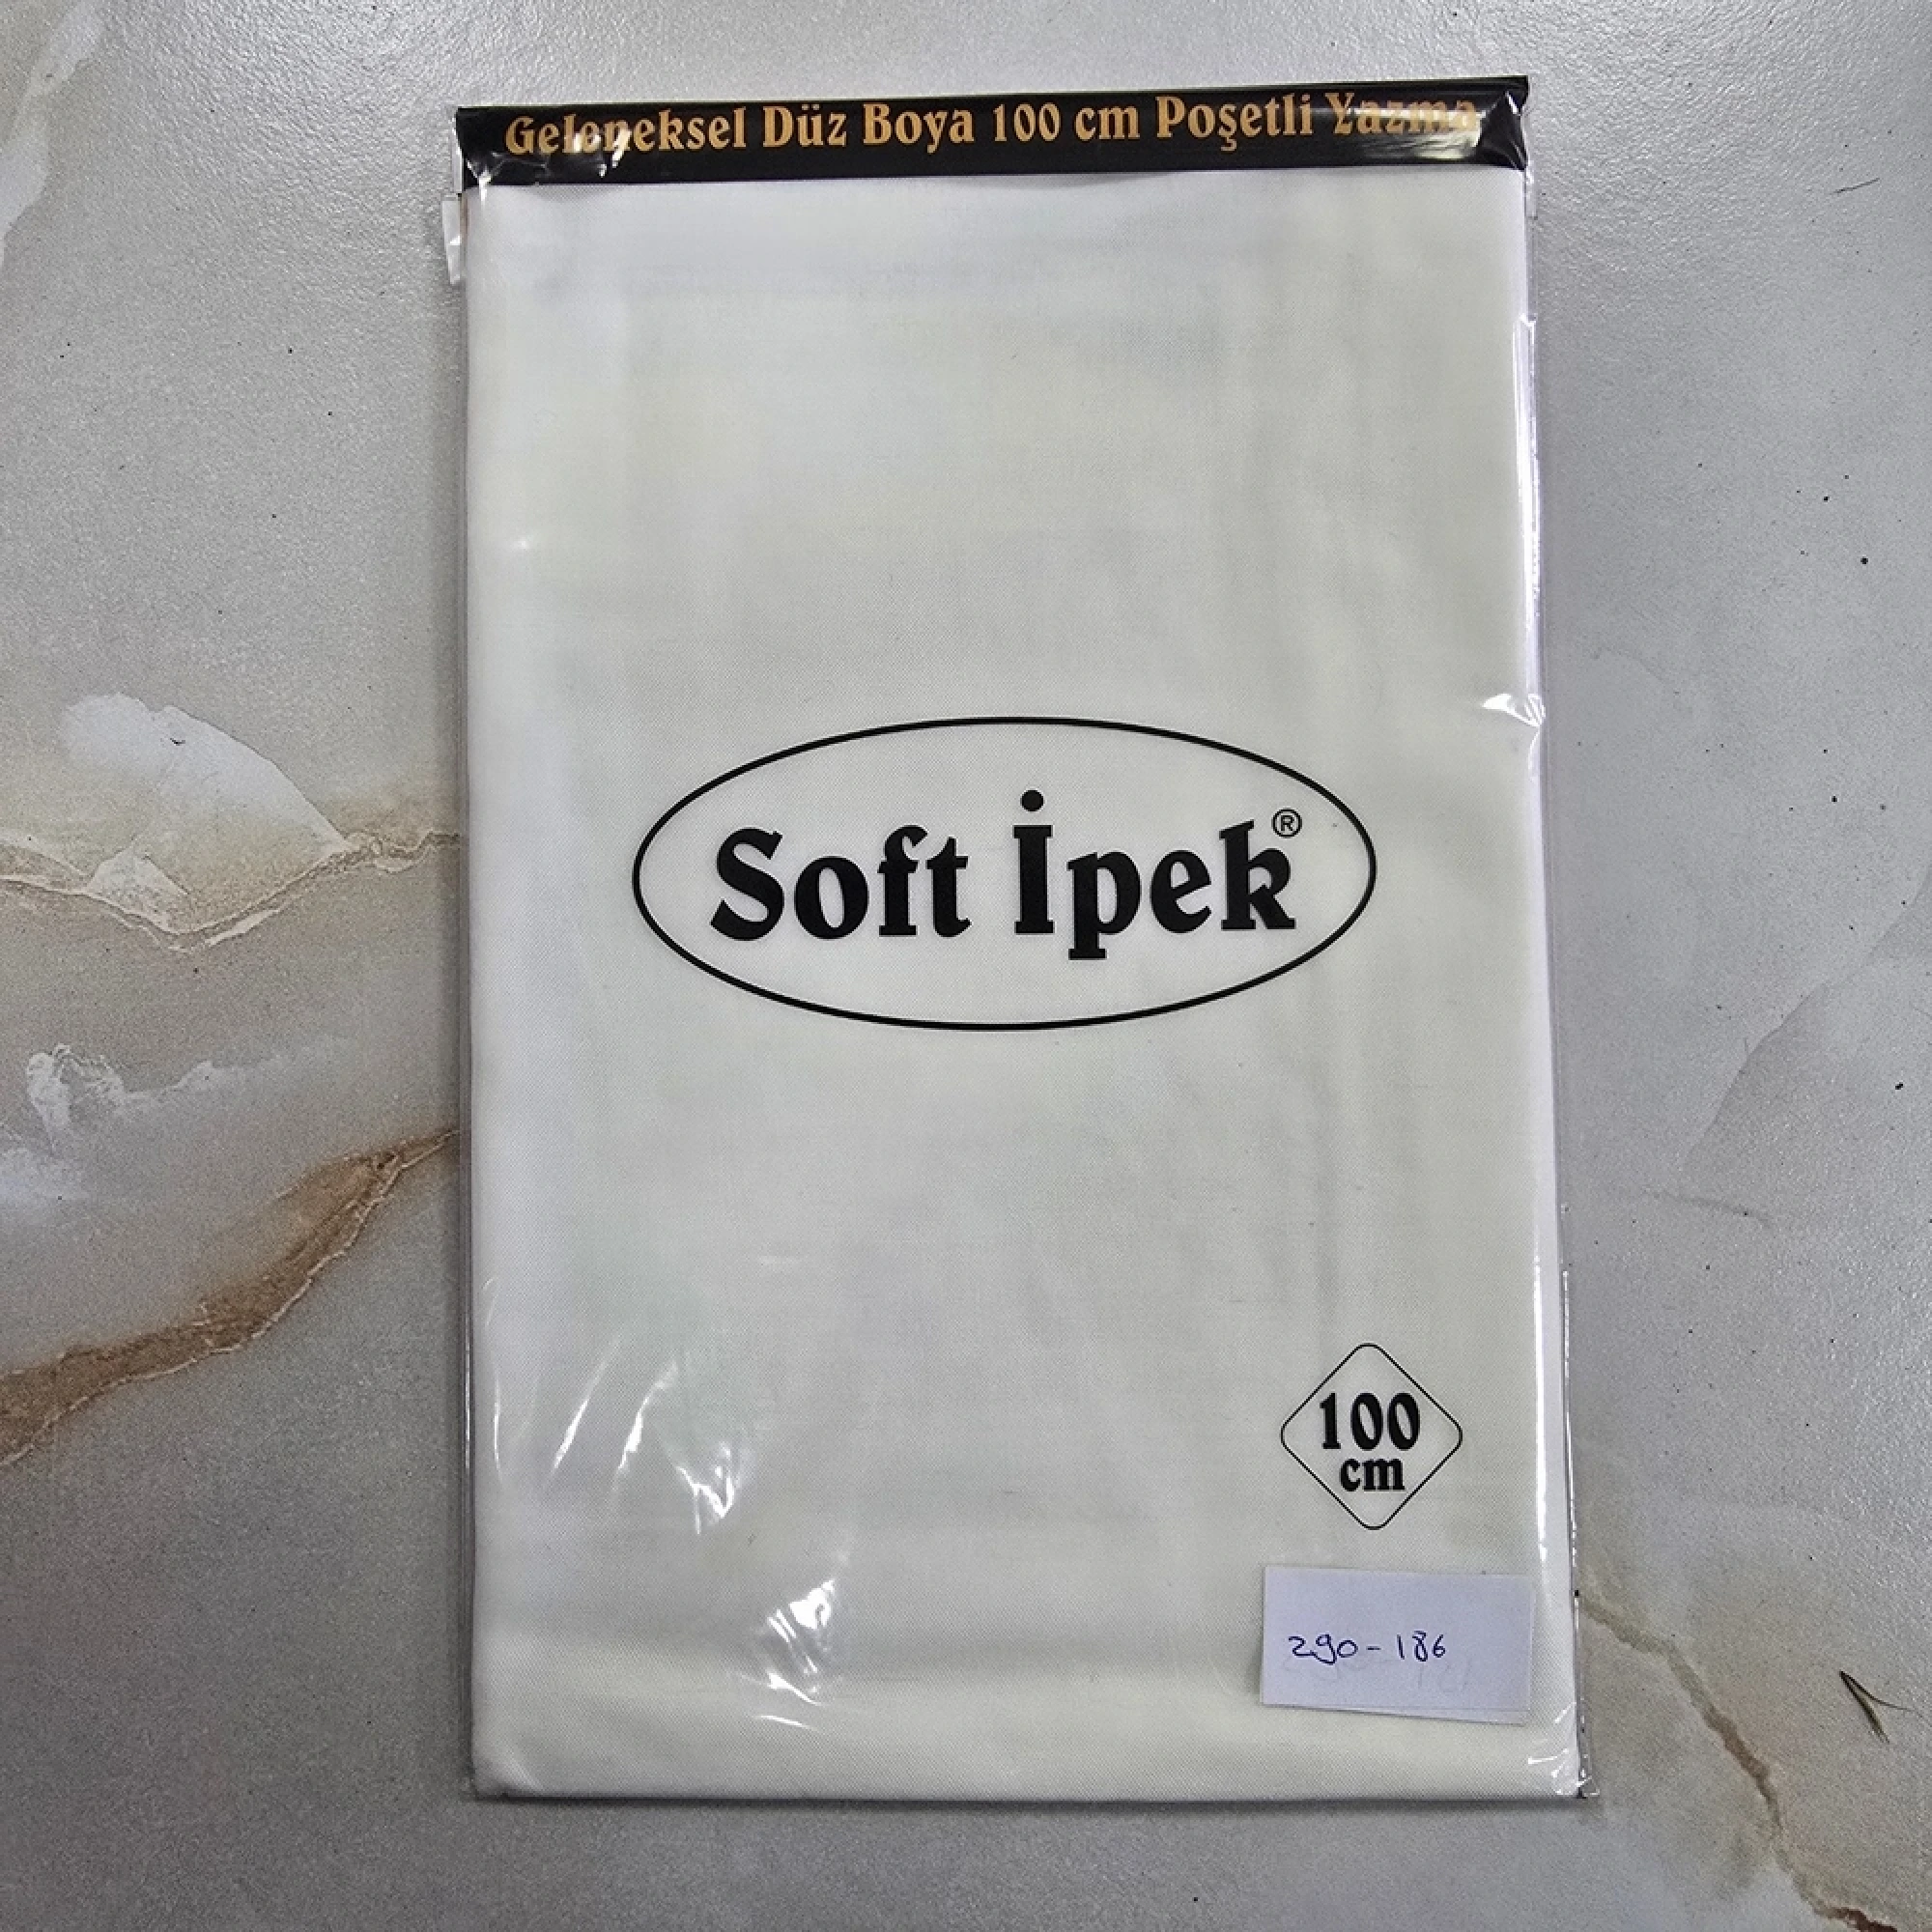 Geleneksel Düz Boya 100 cm Poşetli Yazma
Soft İpek®
100
cm
290-186